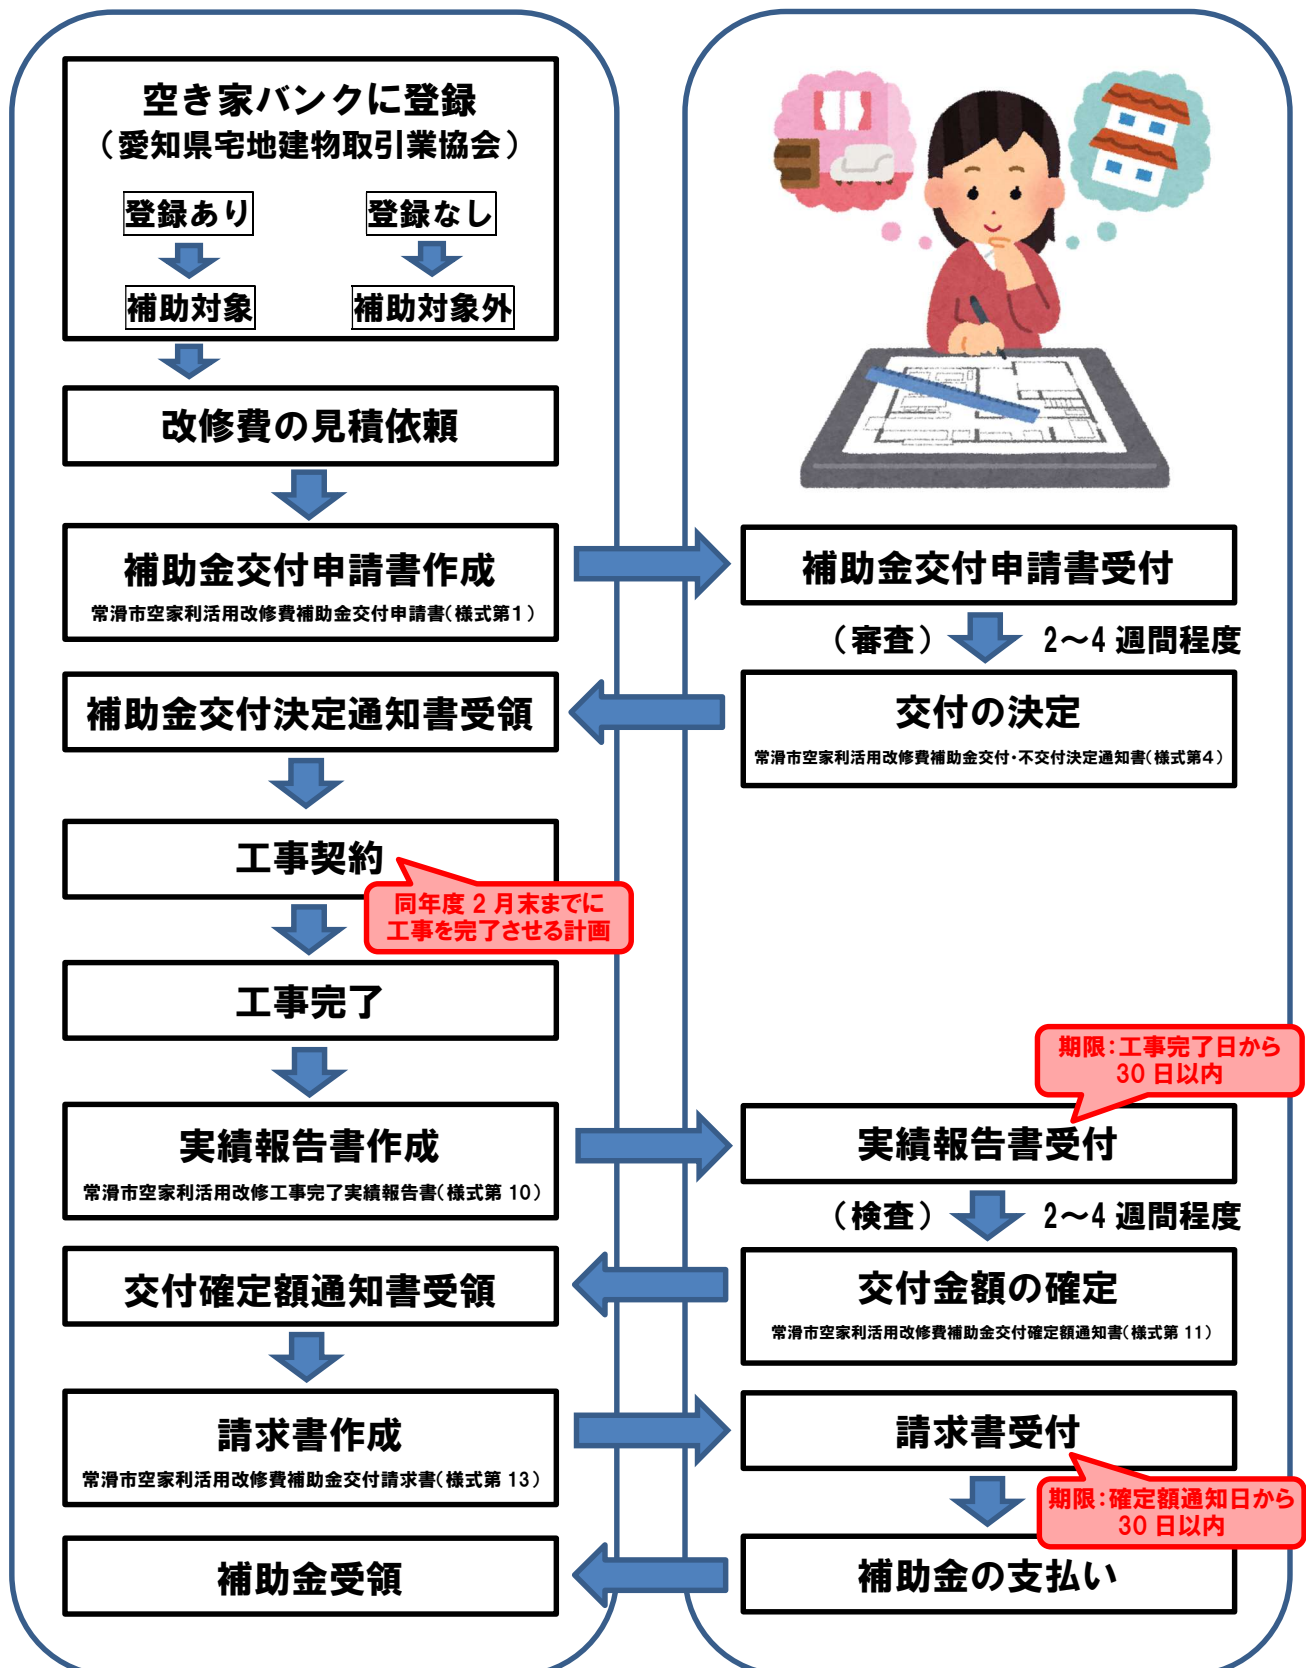 空き家バンクに登録
（愛知県宅地建物取引業協会）
登録あり
登録なし
補助対象
補助対象外
改修費の見積依頼
補助金交付申請書作成
常滑市空家利活用改修費補助金交付申請書（様式第１）
補助金交付申請書受付
（審査）
2～4 週間程度
補助金交付決定通知書受領
交付の決定
常滑市空家利活用改修費補助金交付・不交付決定通知書（様式第４）
工事契約
同年度 2 月末までに
工事を完了させる計画
工事完了
期限：工事完了日から
30 日以内
実績報告書作成
常滑市空家利活用改修工事完了実績報告書（様式第 10）
実績報告書受付
（検査）
2～4 週間程度
交付確定額通知書受領
交付金額の確定
常滑市空家利活用改修費補助金交付確定額通知書（様式第 11）
請求書作成
常滑市空家利活用改修費補助金交付請求書（様式第 13）
請求書受付
期限：確定額通知日から
30 日以内
補助金受領
補助金の支払い